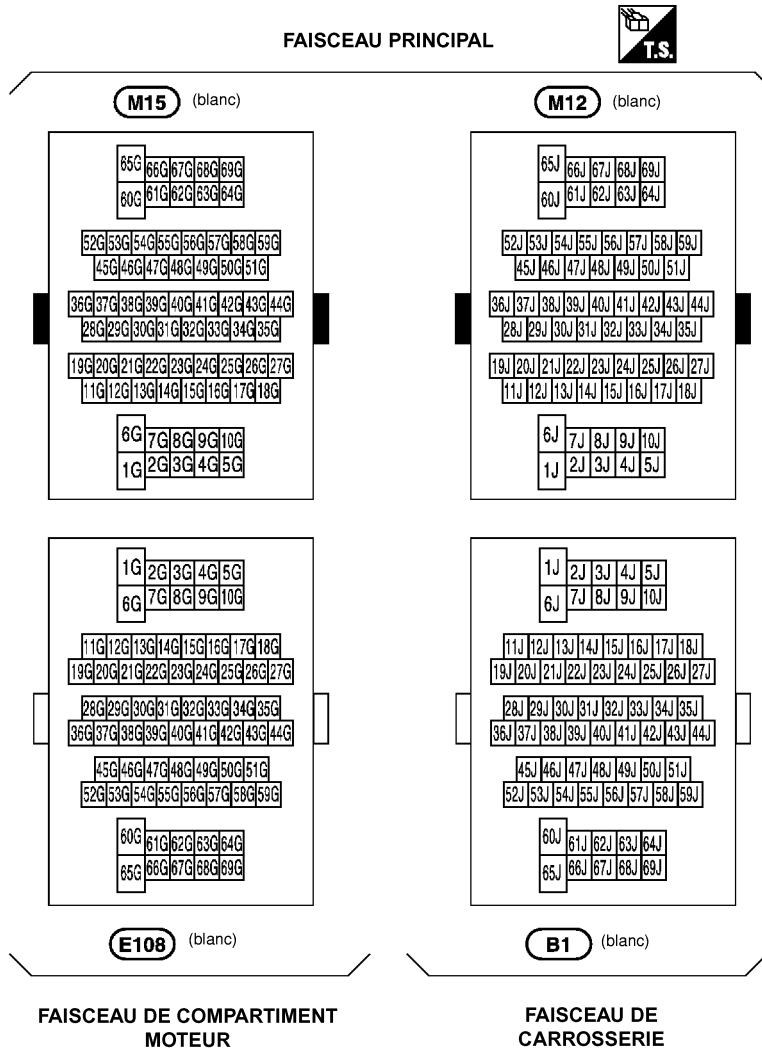 FAISCEAU PRINCIPAL
T.S.
M15 (blanc)
65G 66G 67G 68G 69G
60G 61G 62G 63G 64G
52G 53G 54G 55G 56G 57G 58G 59G
45G 46G 47G 48G 49G 50G 51G
36G 37G 38G 39G 40G 41G 42G 43G 44G
28G 29G 30G 31G 32G 33G 34G 35G
19G 20G 21G 22G 23G 24G 25G 26G 27G
11G 12G 13G 14G 15G 16G 17G 18G
6G 7G 8G 9G 10G
1G 2G 3G 4G 5G
M12 (blanc)
65J 66J 67J 68J 69J
60J 61J 62J 63J 64J
52J 53J 54J 55J 56J 57J 58J 59J
45J 46J 47J 48J 49J 50J 51J
36J 37J 38J 39J 40J 41J 42J 43J 44J
28J 29J 30J 31J 32J 33J 34J 35J
19J 20J 21J 22J 23J 24J 25J 26J 27J
11J 12J 13J 14J 15J 16J 17J 18J
6J 7J 8J 9J 10J
1J 2J 3J 4J 5J
1G 2G 3G 4G 5G
6G 7G 8G 9G 10G
11G 12G 13G 14G 15G 16G 17G 18G
19G 20G 21G 22G 23G 24G 25G 26G 27G
28G 29G 30G 31G 32G 33G 34G 35G
36G 37G 38G 39G 40G 41G 42G 43G 44G
45G 46G 47G 48G 49G 50G 51G
52G 53G 54G 55G 56G 57G 58G 59G
60G 61G 62G 63G 64G
65G 66G 67G 68G 69G
E108 (blanc)
FAISCEAU DE COMPARTIMENT
MOTEUR
1J 2J 3J 4J 5J
6J 7J 8J 9J 10J
11J 12J 13J 14J 15J 16J 17J 18J
19J 20J 21J 22J 23J 24J 25J 26J 27J
28J 29J 30J 31J 32J 33J 34J 35J
36J 37J 38J 39J 40J 41J 42J 43J 44J
45J 46J 47J 48J 49J 50J 51J
52J 53J 54J 55J 56J 57J 58J 59J
60J 61J 62J 63J 64J
65J 66J 67J 68J 69J
B1 (blanc)
FAISCEAU DE
CARROSSERIE